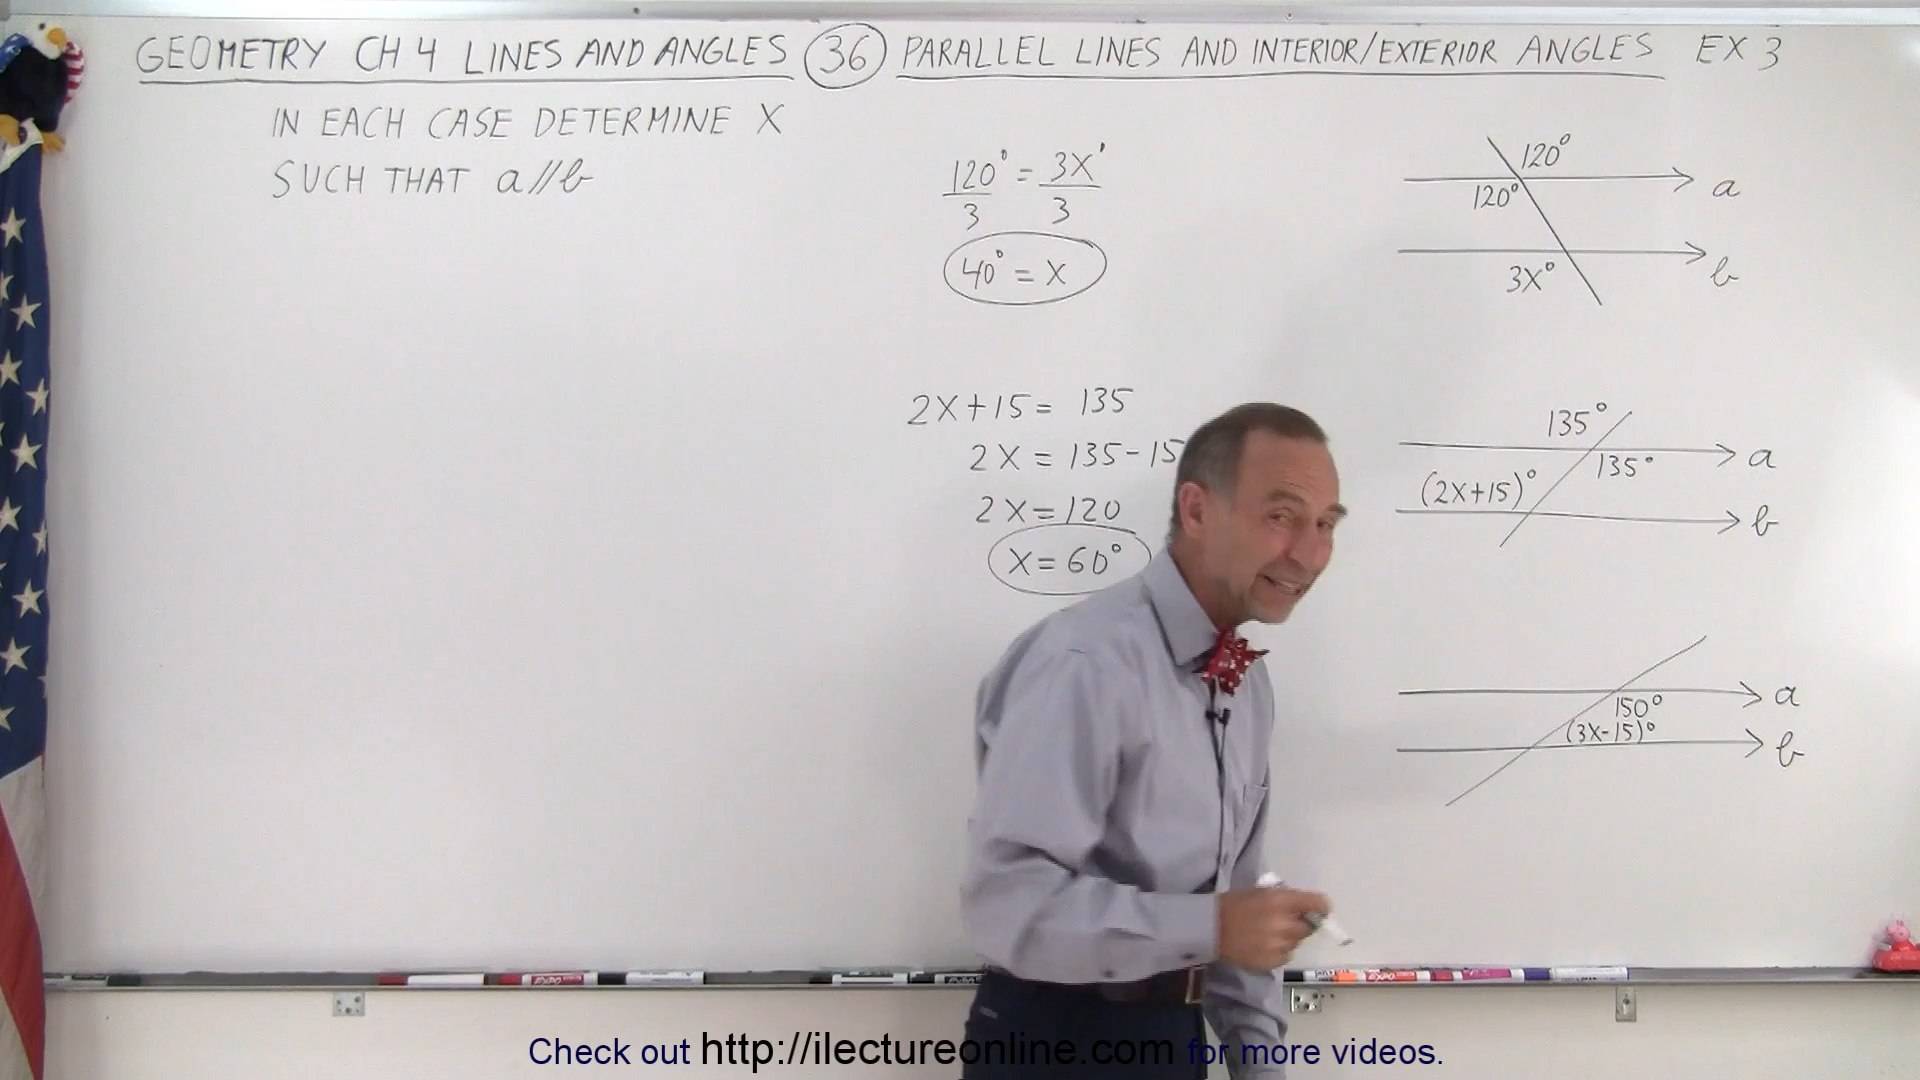 GEOMETRY CH 4 LINES AND ANGLES 36 PARALLEL LINES AND INTERIOR/EXTERIOR ANGLES EX 3
IN EACH CASE DETERMINE X
SUCH THAT a//b
120° = 3X'
3 3
40° = X
120°
a
120°
b
3X°
2X+15 = 135
2X = 135-15
2X = 120
X = 60°
135°
a
135°
(2X+15)°
b
a
150°
(3X-15)°
b
Check out http://ilectureonline.com for more videos.